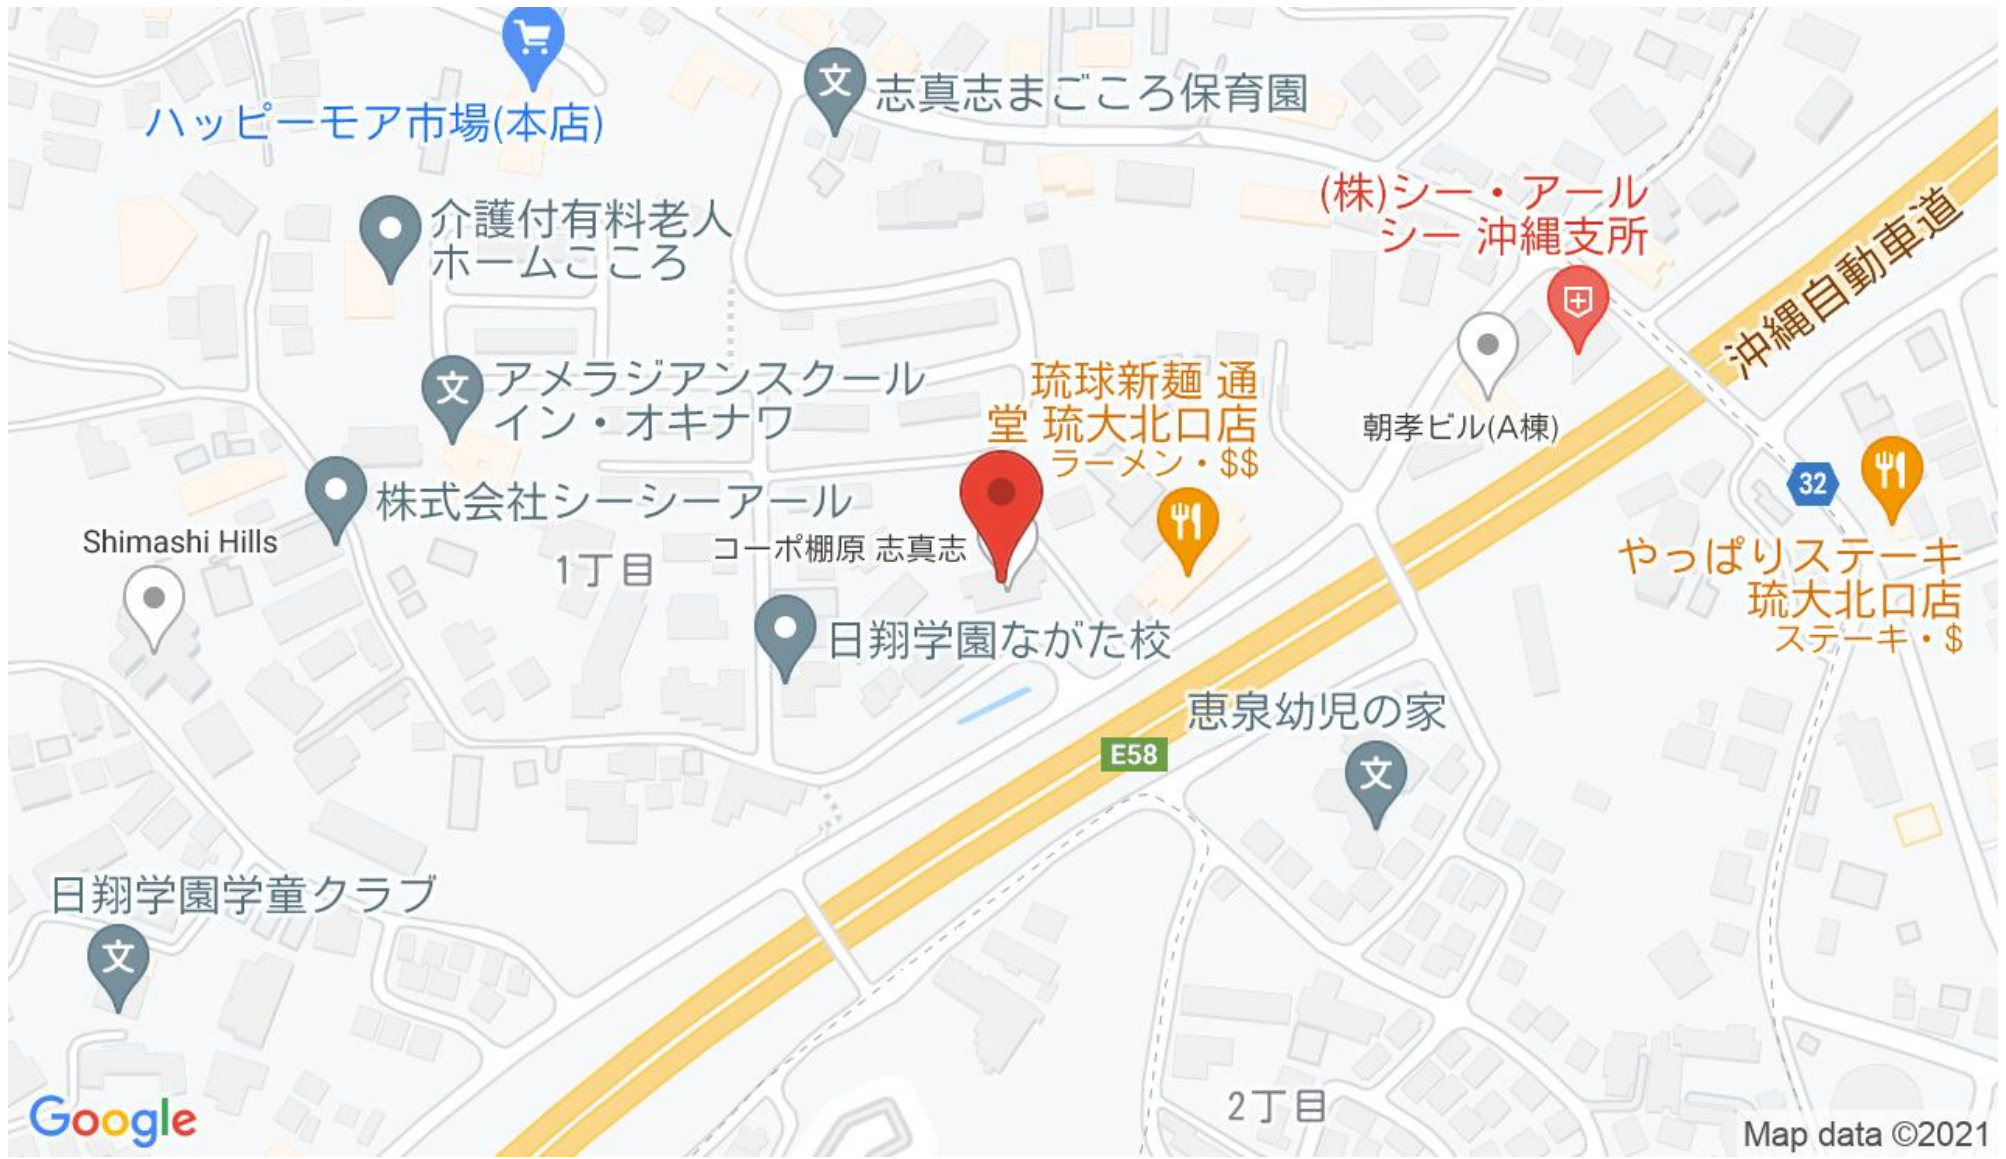 ハッピーモア市場(本店)
志真志まごころ保育園
(株)シー・アール
シー 沖縄支所
介護付有料老人
ホームこころ
沖縄自動車道
アメラジアンスクール
イン・オキナワ
琉球新麺 通
堂 琉大北口店
ラーメン・$$
朝孝ビル(A棟)
32
株式会社シーシーアール
Shimashi Hills
1丁目
コーポ棚原 志真志
やっぱりステーキ
琉大北口店
ステーキ・$
日翔学園ながた校
恵泉幼児の家
E58
日翔学園学童クラブ
2丁目
Google
Map data ©2021